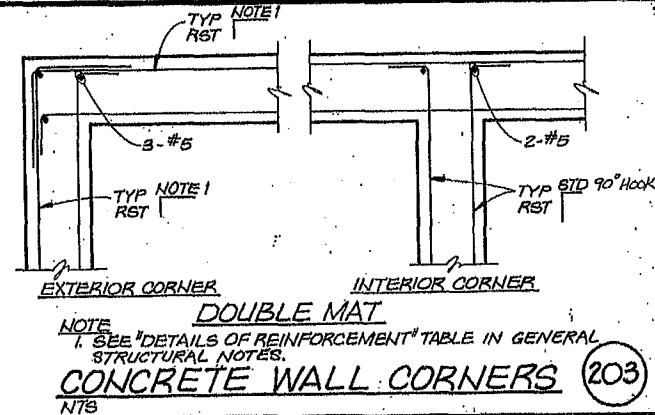 TYP NOTE 1
RST
3-#5
2-#5
TYP NOTE 1
RST
TYP STD 90° HOOK
RST
EXTERIOR CORNER
INTERIOR CORNER
DOUBLE MAT
NOTE
1. SEE "DETAILS OF REINFORCEMENT" TABLE IN GENERAL
STRUCTURAL NOTES.
CONCRETE WALL CORNERS 203
NTS